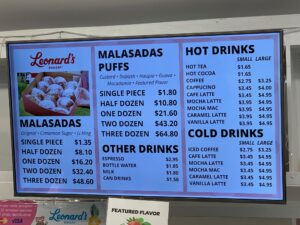 Leonard's
BAKERY
MALASADAS
Original • Cinnamon Sugar • Li Hing
SINGLE PIECE $1.35
HALF DOZEN $8.10
ONE DOZEN $16.20
TWO DOZEN $32.40
THREE DOZEN $48.60
MALASADAS
PUFFS
Custard • Dobash • Haupia • Guava •
Macadamia • Featured Flavor
SINGLE PIECE $1.80
HALF DOZEN $10.80
ONE DOZEN $21.60
TWO DOZEN $43.20
THREE DOZEN $64.80
OTHER DRINKS
ESPRESSO $2.95
BOTTLE WATER $1.85
MILK $1.80
CAN DRINKS $1.50
HOT DRINKS
SMALL LARGE
HOT TEA $1.65
HOT COCOA $1.65
COFFEE $2.75 $3.25
CAPPUCINO $3.45 $4.00
CAFE LATTE $3.45 $4.95
MOCHA LATTE $3.95 $4.95
MOCHA MAC $3.95 $4.95
CARAMEL LATTE $3.95 $4.95
VANILLA LATTE $3.95 $4.95
COLD DRINKS
SMALL LARGE
ICED COFFEE $2.75 $3.25
CAFE LATTE $3.45 $4.95
MOCHA LATTE $3.95 $4.95
MOCHA MAC $3.95 $4.95
CARAMEL LATTE $3.95 $4.95
VANILLA LATTE $3.45 $4.95
VISA
Leonard's
FEATURED FLAVOR